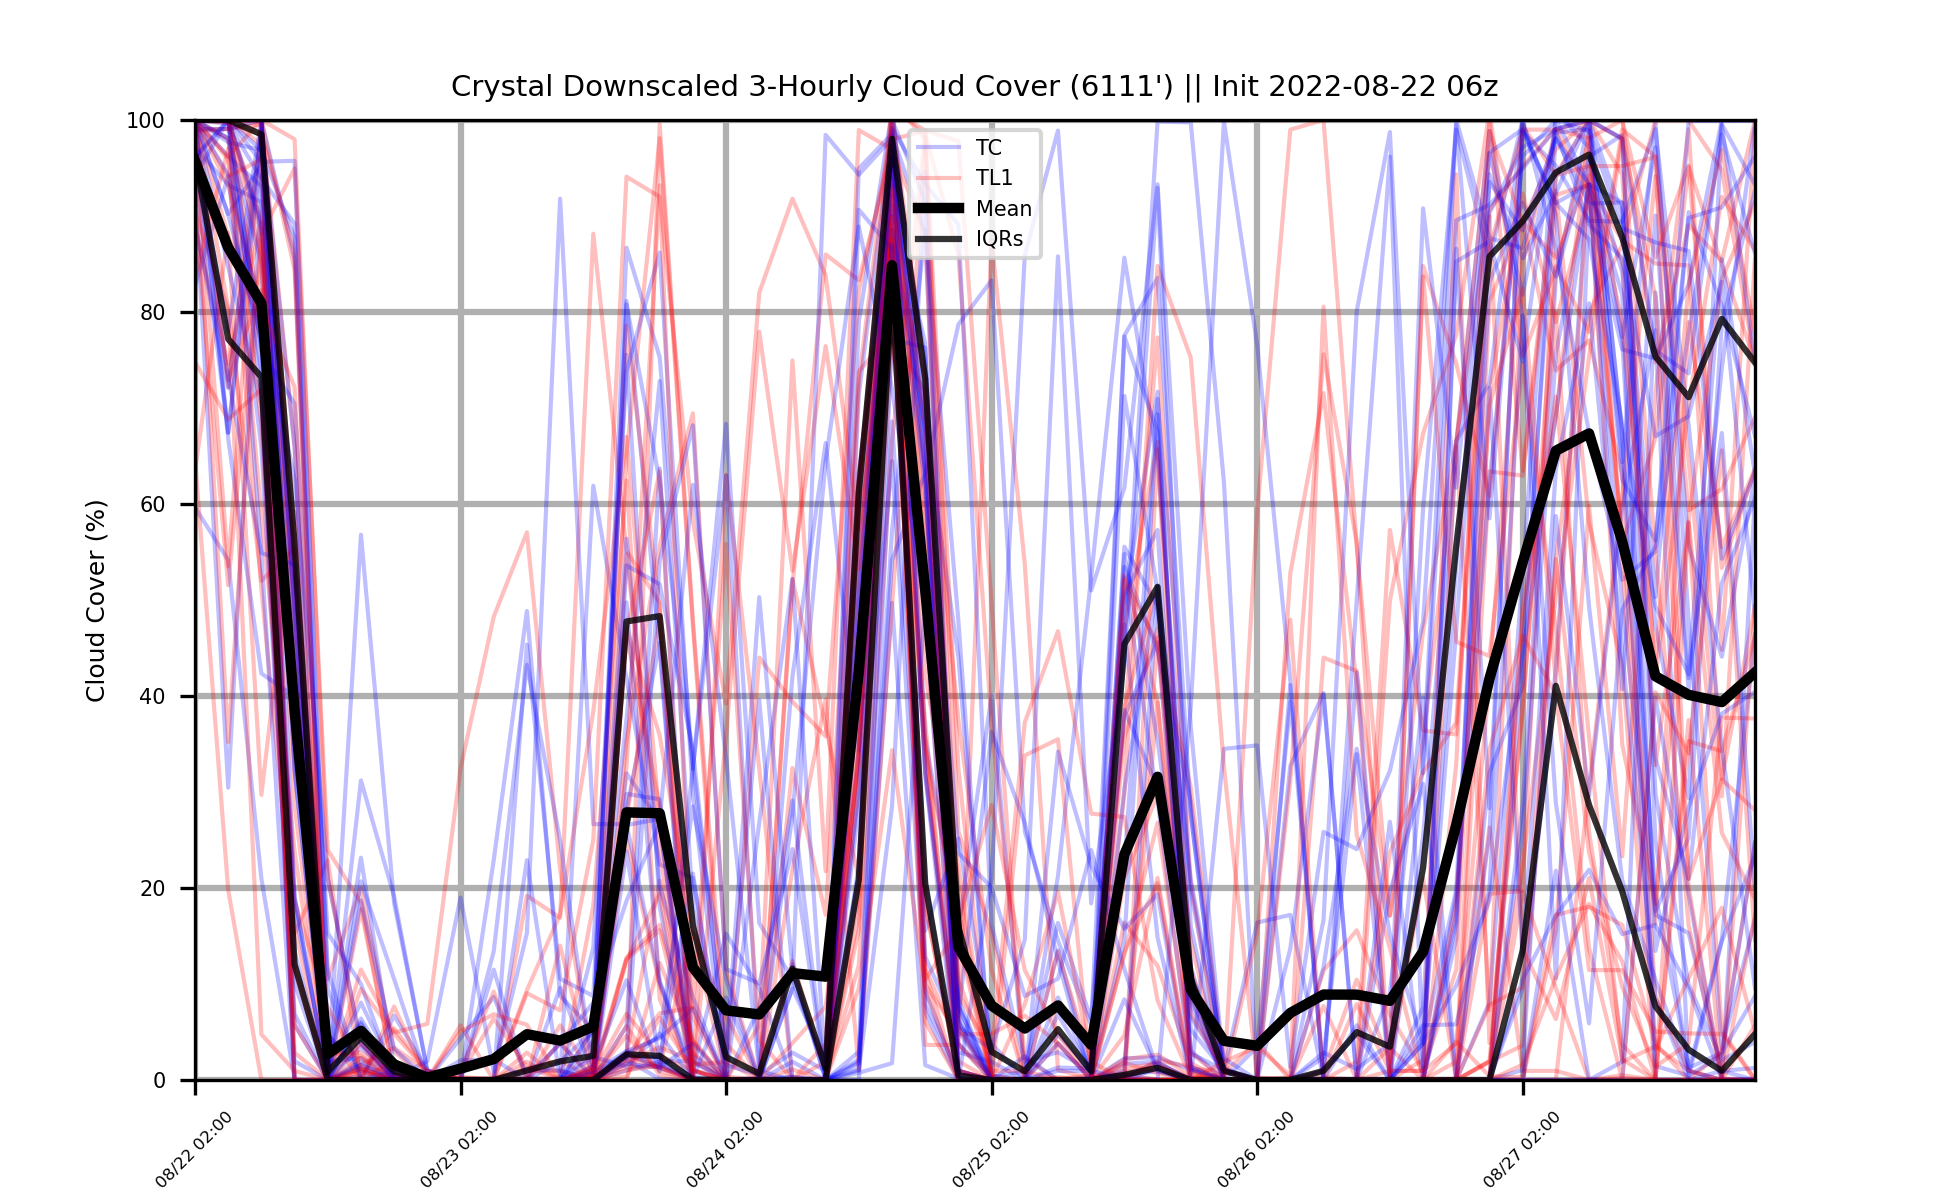 Crystal Downscaled 3-Hourly Cloud Cover (6111') || Init 2022-08-22 06z
Cloud Cover (%)
100
80
60
40
20
0
TC
TL1
Mean
IQRs
08/22 02:00
08/23 02:00
08/24 02:00
08/25 02:00
08/26 02:00
08/27 02:00